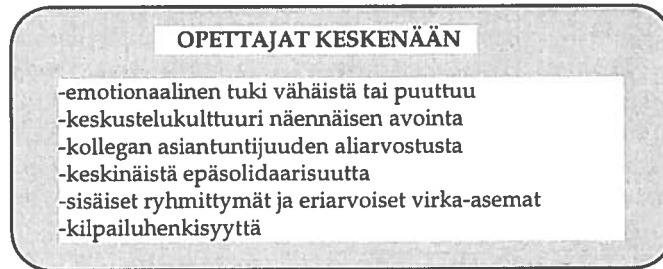 OPETTAJAT KESKENÄÄN
-emotionaalinen tuki vähäistä tai puuttuu
-keskustelukulttuuri näennäisen avointa
-kollegan asiantuntijuuden aliarvostusta
-keskinäistä epäsolidaarisuutta
-sisäiset ryhmittymät ja eriarvoiset virka-asemat
-kilpailuhenkisyyttä